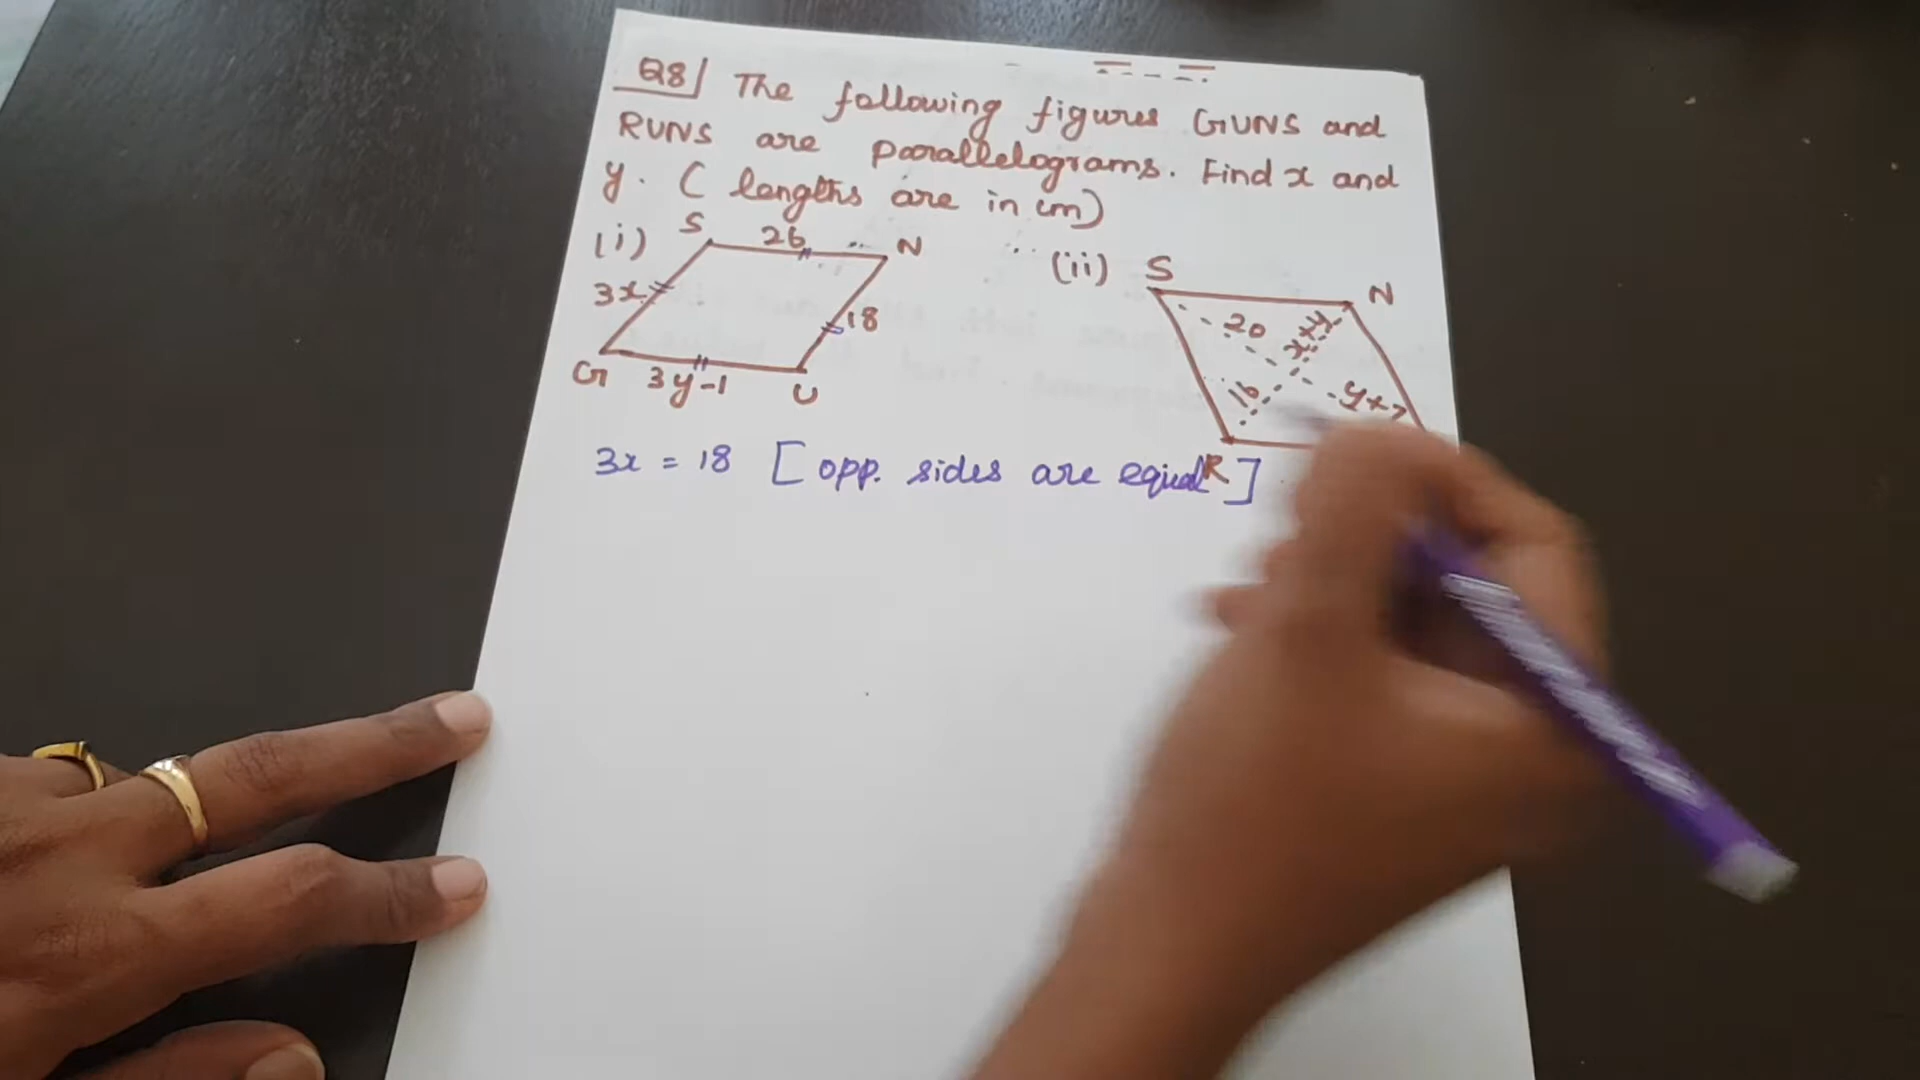 Q8 The following figures GUNS and
RUNS are parallelograms. Find x and
y. (lengths are in cm)
(i) S 26 N
3x 18
G 3y-1 U
(ii) S N
20 x+y
16 y+7
R
3x = 18 [opp. sides are equal]